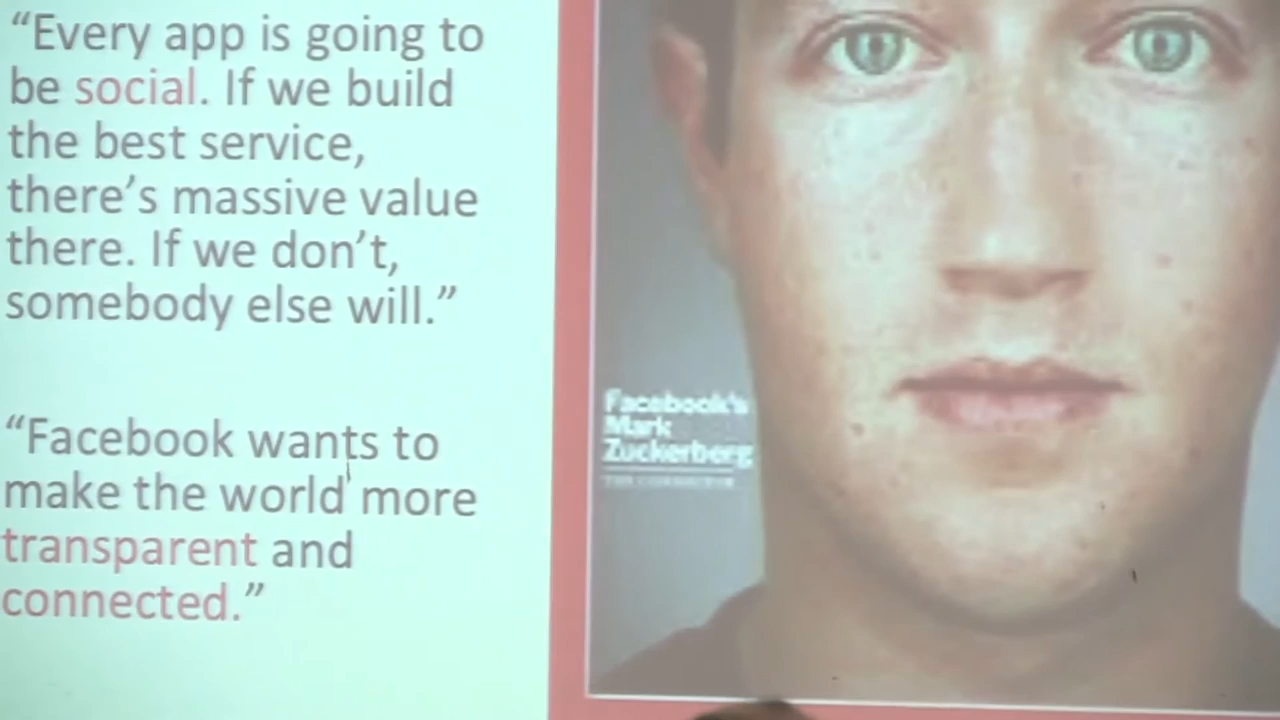 “Every app is going to
be social. If we build
the best service,
there’s massive value
there. If we don’t,
somebody else will.”
“Facebook wants to
make the world more
transparent and
connected.”
Facebook's
Mark
Zuckerberg